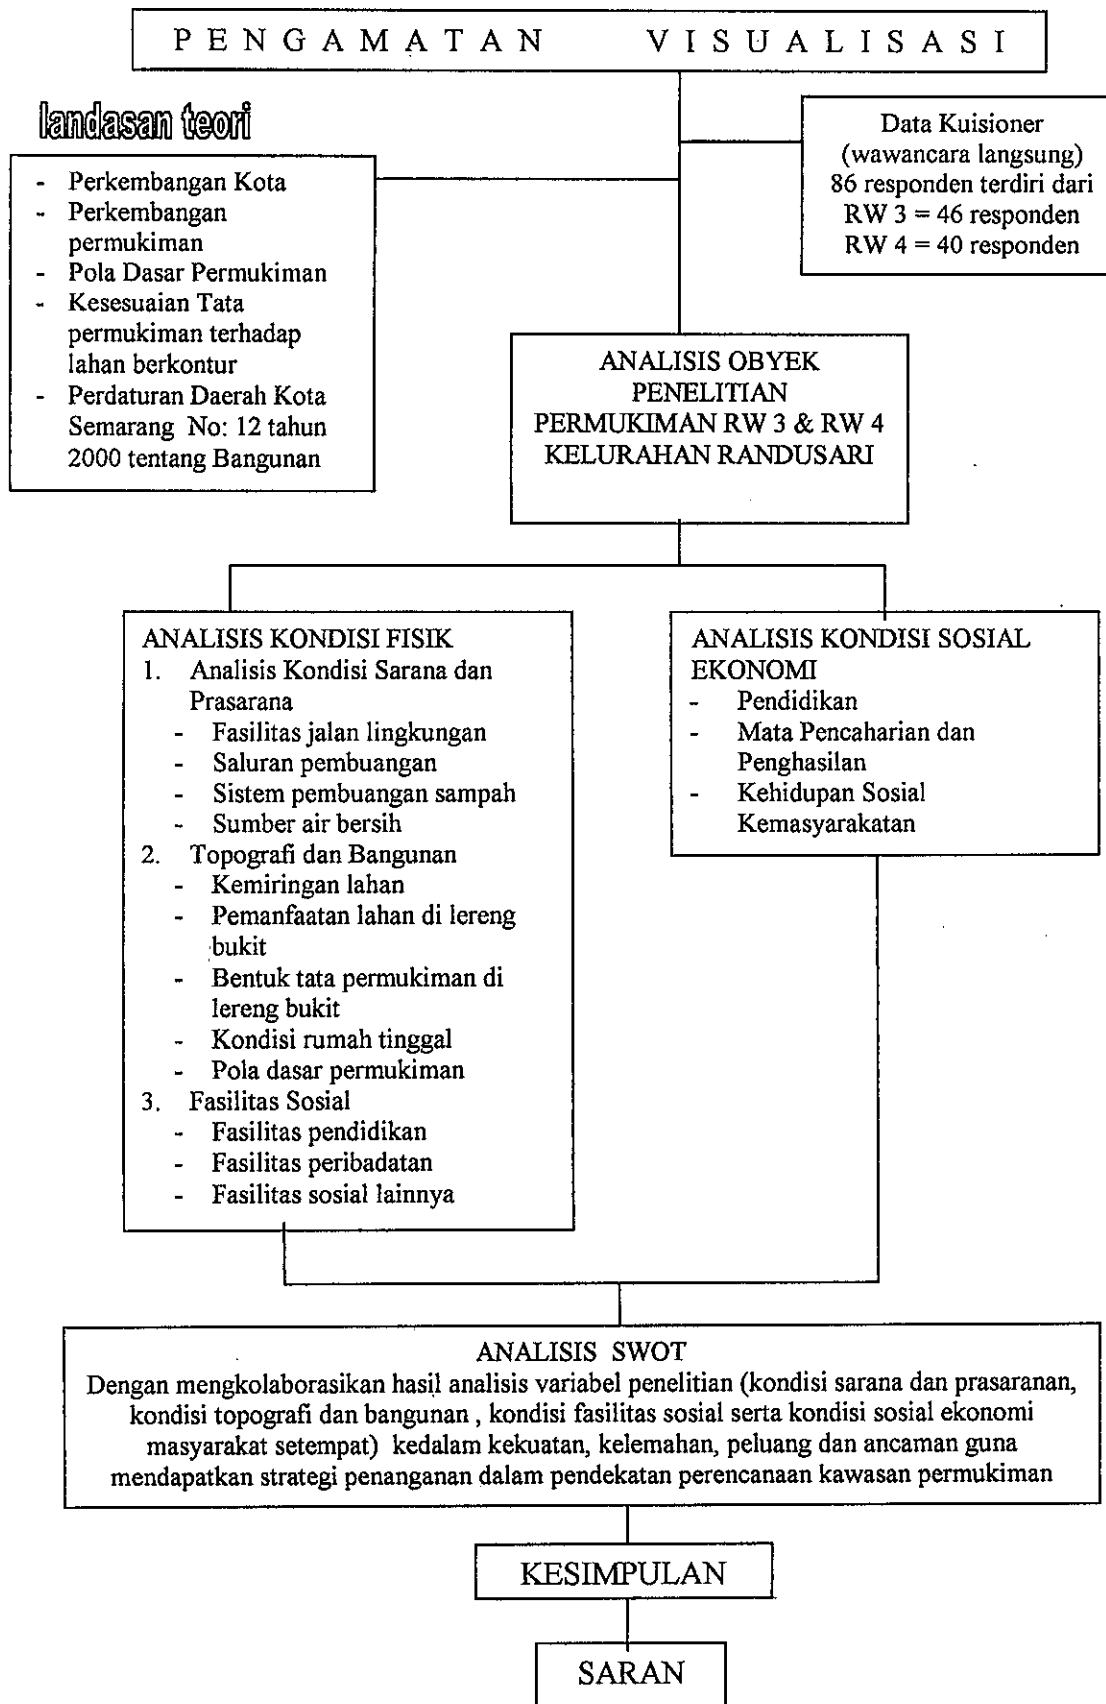 PENGAMATAN VISUALISASI
landasan teori
- Perkembangan Kota
- Perkembangan
permukiman
- Pola Dasar Permukiman
- Kesesuaian Tata
permukiman terhadap
lahan berkontur
- Perdaturan Daerah Kota
Semarang No: 12 tahun
2000 tentang Bangunan
Data Kuisioner
(wawancara langsung)
86 responden terdiri dari
RW 3 = 46 responden
RW 4 = 40 responden
ANALISIS OBYEK
PENELITIAN
PERMUKIMAN RW 3 & RW 4
KELURAHAN RANDUSARI
ANALISIS KONDISI FISIK
1. Analisis Kondisi Sarana dan
Prasarana
- Fasilitas jalan lingkungan
- Saluran pembuangan
- Sistem pembuangan sampah
- Sumber air bersih
2. Topografi dan Bangunan
- Kemiringan lahan
- Pemanfaatan lahan di lereng
bukit
- Bentuk tata permukiman di
lereng bukit
- Kondisi rumah tinggal
- Pola dasar permukiman
3. Fasilitas Sosial
- Fasilitas pendidikan
- Fasilitas peribadatan
- Fasilitas sosial lainnya
ANALISIS KONDISI SOSIAL
EKONOMI
- Pendidikan
- Mata Pencaharian dan
Penghasilan
- Kehidupan Sosial
Kemasyarakatan
ANALISIS SWOT
Dengan mengkolaborasikan hasil analisis variabel penelitian (kondisi sarana dan prasaranan,
kondisi topografi dan bangunan , kondisi fasilitas sosial serta kondisi sosial ekonomi
masyarakat setempat) kedalam kekuatan, kelemahan, peluang dan ancaman guna
mendapatkan strategi penanganan dalam pendekatan perencanaan kawasan permukiman
KESIMPULAN
SARAN